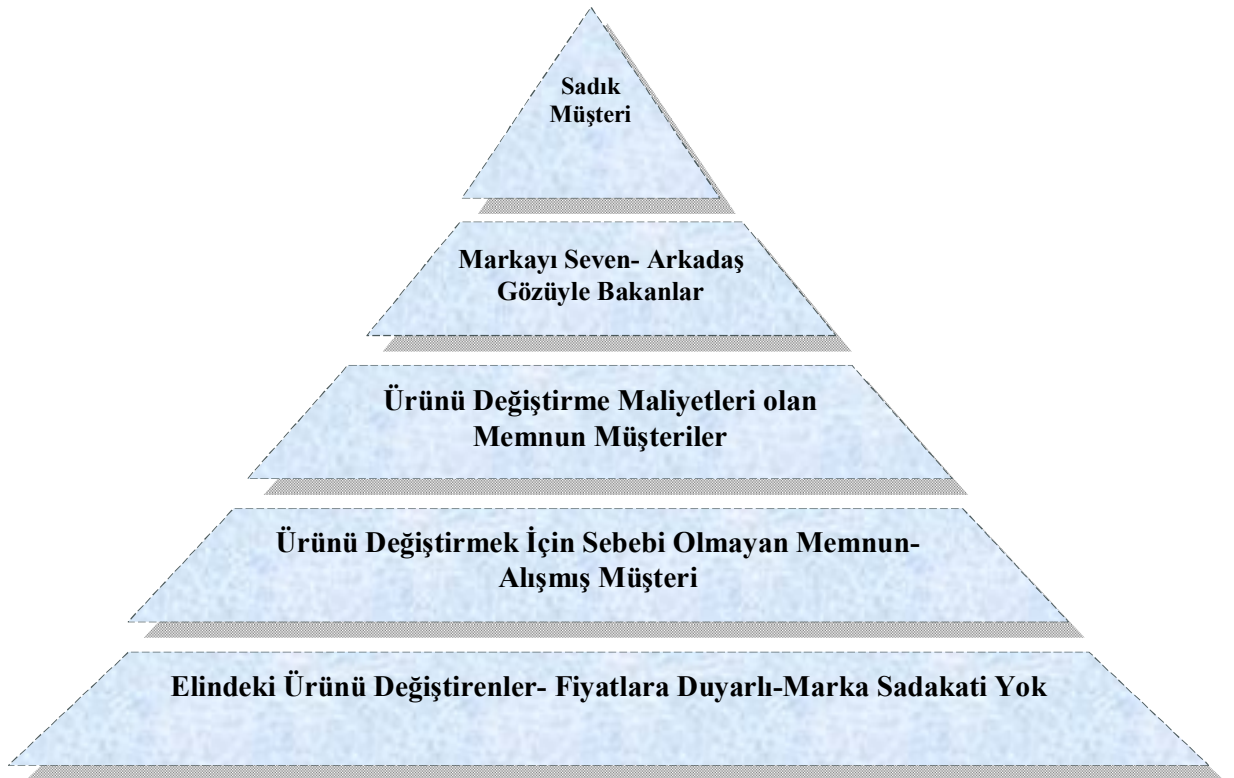 Sadık
Müşteri
Markayı Seven- Arkadaş
Gözüyle Bakanlar
Ürünü Değiştirme Maliyetleri olan
Memnun Müşteriler
Ürünü Değiştirmek İçin Sebebi Olmayan Memnun-
Alışmış Müşteri
Elindeki Ürünü Değiştirenler- Fiyatlara Duyarlı-Marka Sadakati Yok